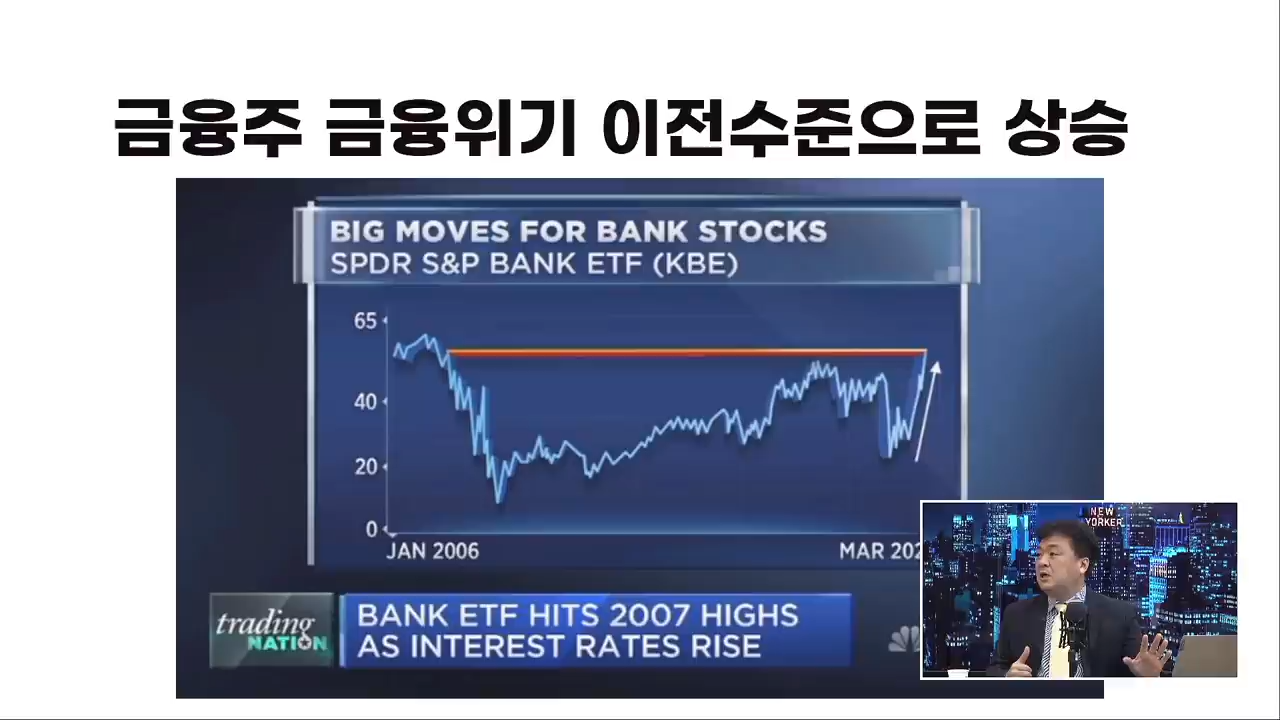 금융주 금융위기 이전수준으로 상승
BIG MOVES FOR BANK STOCKS
SPDR S&P BANK ETF (KBE)
65
40
20
0
JAN 2006
MAR 202
NEW
YORKER
trading
NATION
BANK ETF HITS 2007 HIGHS
AS INTEREST RATES RISE